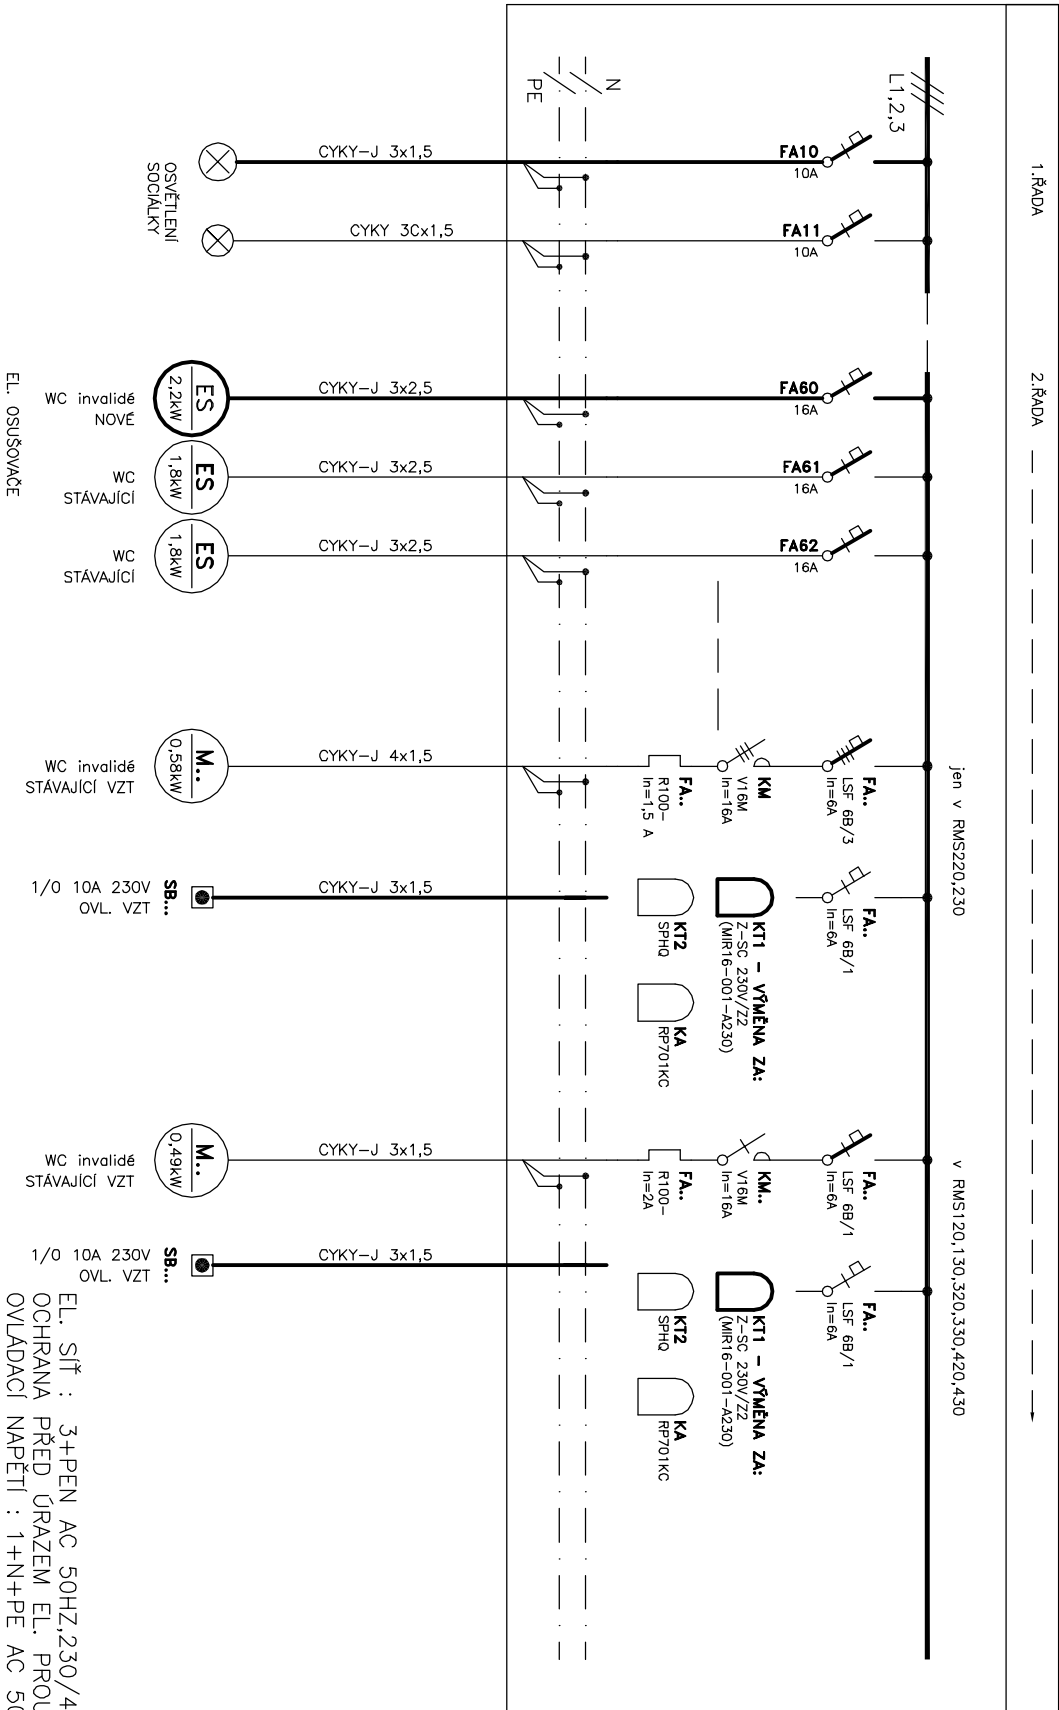 1.ŘADA
2.ŘADA
L1,2,3
N
PE
FA10
10A
CYKY-J 3x1,5
FA11
10A
CYKY 3Cx1,5
OSVĚTLENÍ
SOCIÁLKY
FA60
16A
CYKY-J 3x2,5
ES
2,2kW
WC invalidé
NOVÉ
FA61
16A
CYKY-J 3x2,5
ES
1,8kW
WC
STÁVAJÍCÍ
FA62
16A
CYKY-J 3x2,5
ES
1,8kW
WC
STÁVAJÍCÍ
EL. OSUŠOVAČE
jen v RMS220,230
FA..
LSF 6B/3
In=6A
KM
V16M
In=16A
FA..
R100-
In=1,5 A
CYKY-J 4x1,5
M..
0,58kW
WC invalidé
STÁVAJÍCÍ VZT
FA..
LSF 6B/1
In=6A
KT1 - VÝMĚNA ZA:
Z-SC 230V/Z2
(MIR16-001-A230)
KT2
SPHQ
KA
RP701KC
CYKY-J 3x1,5
SB...
1/0 10A 230V
OVL. VZT
v RMS120,130,320,330,420,430
FA..
LSF 6B/1
In=6A
KM..
V16M
In=16A
FA..
R100-
In=2A
CYKY-J 3x1,5
M..
0,49kW
WC invalidé
STÁVAJÍCÍ VZT
FA..
LSF 6B/1
In=6A
KT1 - VÝMĚNA ZA:
Z-SC 230V/Z2
(MIR16-001-A230)
KT2
SPHQ
KA
RP701KC
CYKY-J 3x1,5
SB...
1/0 10A 230V
OVL. VZT
EL. SÍŤ : 3+PEN AC 50HZ,230/4
OCHRANA PŘED ÚRAZEM EL. PROU
OVLÁDACÍ NAPĚTÍ : 1+N+PE AC 50